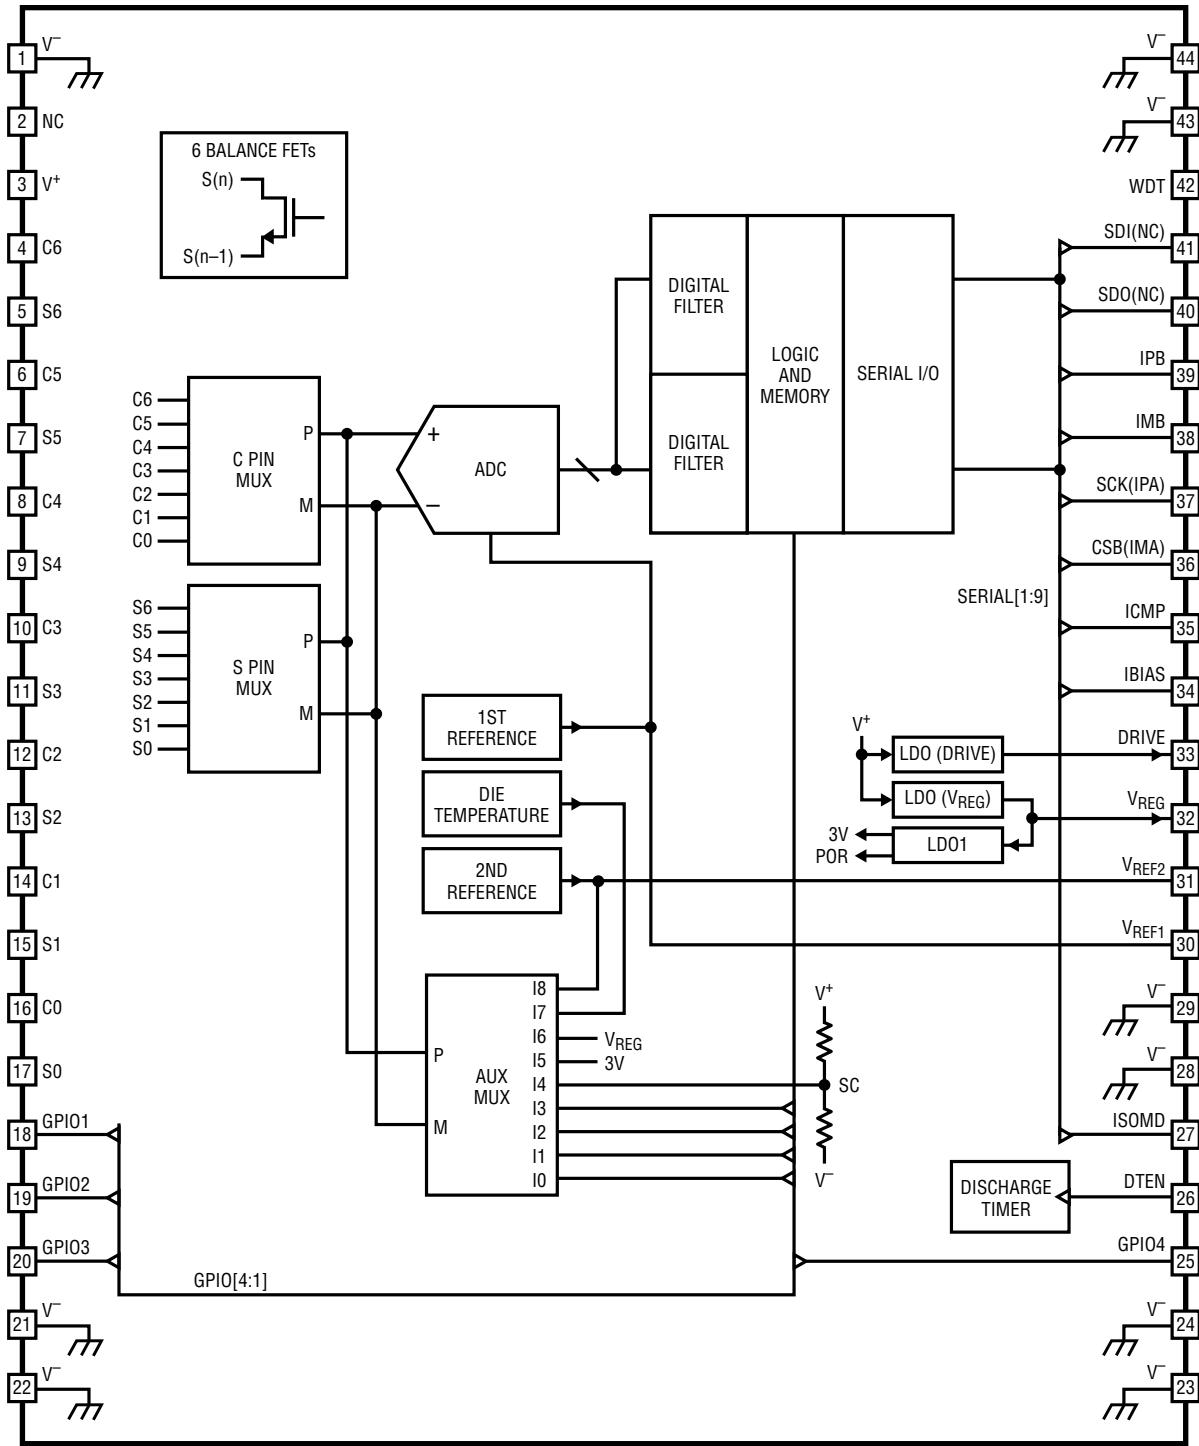 1 V–
2 NC
3 V+
4 C6
5 S6
6 C5
7 S5
8 C4
9 S4
10 C3
11 S3
12 C2
13 S2
14 C1
15 S1
16 C0
17 S0
18 GPIO1
19 GPIO2
20 GPIO3
21 V–
22 V–
6 BALANCE FETs
S(n)
S(n–1)
C6
C5
C4
C3
C2
C1
C0
C PIN
MUX
P
M
S6
S5
S4
S3
S2
S1
S0
S PIN
MUX
P
M
+
–
ADC
DIGITAL
FILTER
DIGITAL
FILTER
LOGIC
AND
MEMORY
SERIAL I/O
1ST
REFERENCE
DIE
TEMPERATURE
2ND
REFERENCE
P
M
AUX
MUX
I8
I7
I6
I5
I4
I3
I2
I1
I0
VREG
3V
V+
SC
V–
GPIO[4:1]
SERIAL[1:9]
V+
LDO (DRIVE)
LDO (VREG)
LDO1
3V
POR
DISCHARGE
TIMER
V– 44
V– 43
WDT 42
SDI(NC) 41
SDO(NC) 40
IPB 39
IMB 38
SCK(IPA) 37
CSB(IMA) 36
ICMP 35
IBIAS 34
DRIVE 33
VREG 32
VREF2 31
VREF1 30
V– 29
V– 28
ISOMD 27
DTEN 26
GPIO4 25
V– 24
V– 23